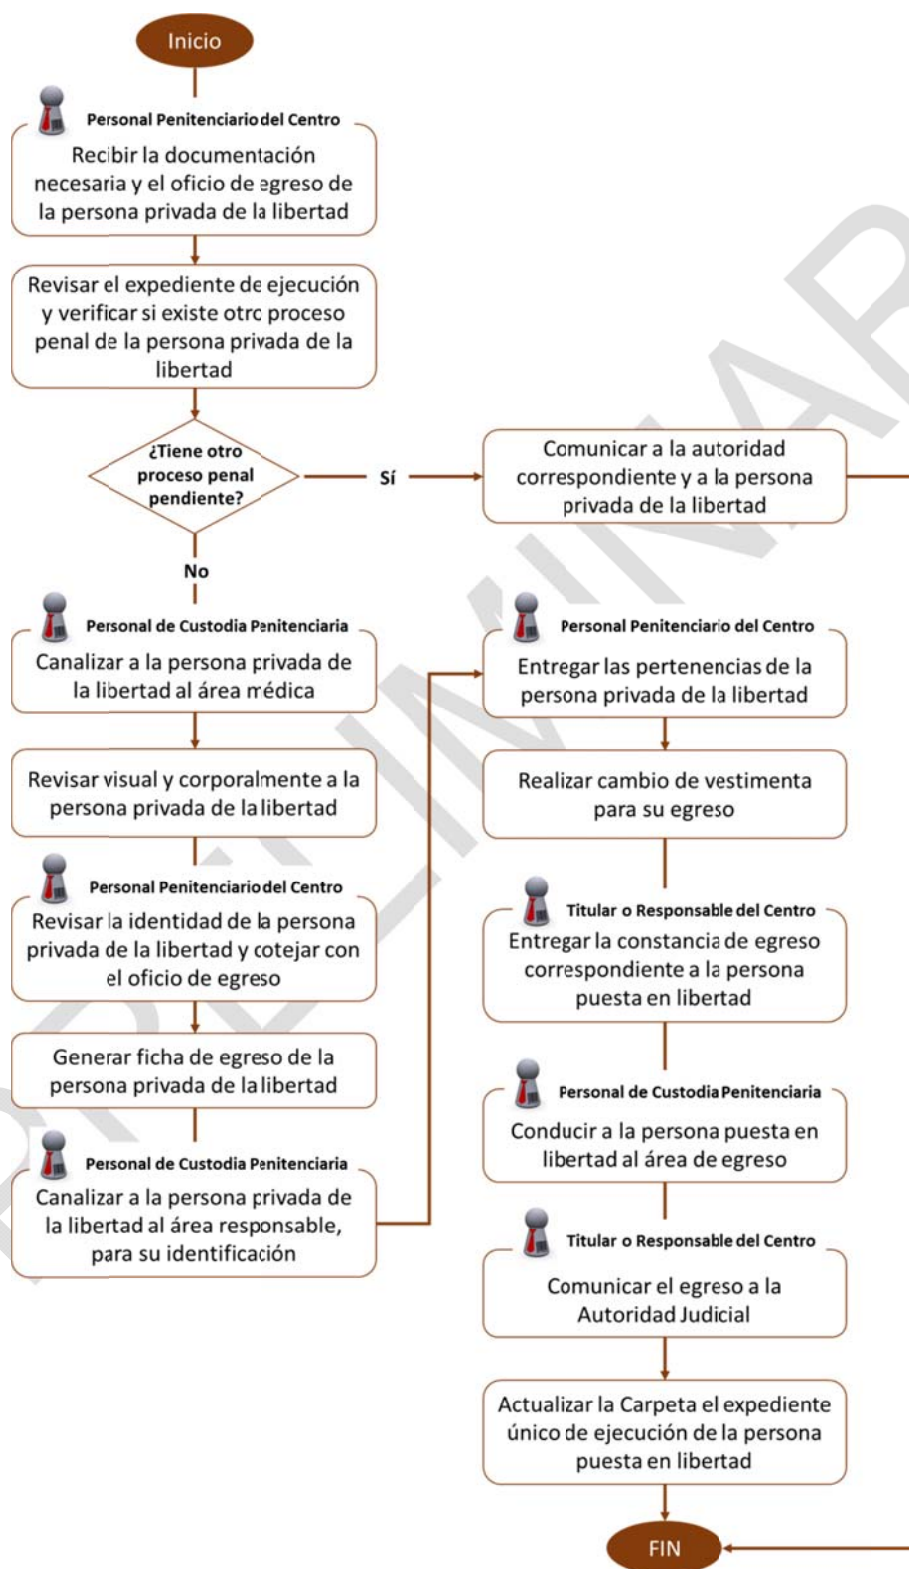 Inicio
Personal Penitenciario del Centro
Recibir la documentación
necesaria y el oficio de egreso de
la persona privada de la libertad
Revisar el expediente de ejecución
y verificar si existe otro proceso
penal de la persona privada de la
libertad
¿Tiene otro
proceso penal
pendiente?
Sí
Comunicar a la autoridad
correspondiente y a la persona
privada de la libertad
No
Personal de Custodia Penitenciaria
Canalizar a la persona privada de
la libertad al área médica
Revisar visual y corporalmente a la
persona privada de la libertad
Personal Penitenciario del Centro
Revisar la identidad de la persona
privada de la libertad y cotejar con
el oficio de egreso
Generar ficha de egreso de la
persona privada de la libertad
Personal de Custodia Penitenciaria
Canalizar a la persona privada de
la libertad al área responsable,
para su identificación
Personal Penitenciario del Centro
Entregar las pertenencias de la
persona privada de la libertad
Realizar cambio de vestimenta
para su egreso
Titular o Responsable del Centro
Entregar la constancia de egreso
correspondiente a la persona
puesta en libertad
Personal de Custodia Penitenciaria
Conducir a la persona puesta en
libertad al área de egreso
Titular o Responsable del Centro
Comunicar el egreso a la
Autoridad Judicial
Actualizar la Carpeta el expediente
único de ejecución de la persona
puesta en libertad
FIN
PRELIMINAR